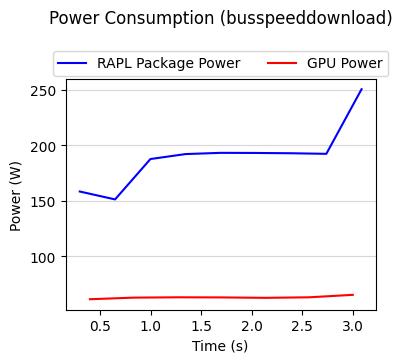 Power Consumption (busspeeddownload)
RAPL Package Power
GPU Power
250
200
150
100
Power (W)
0.5 1.0 1.5 2.0 2.5 3.0
Time (s)